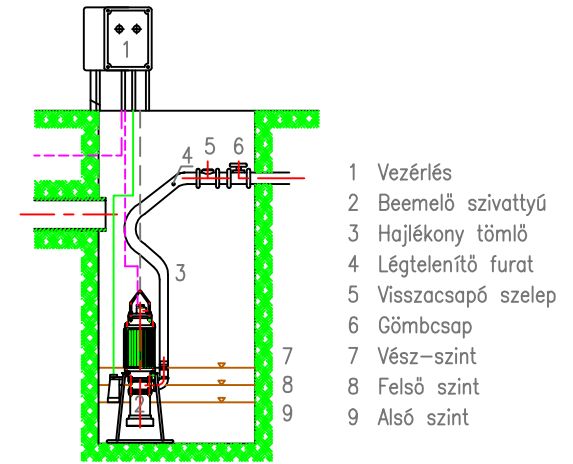 1
4
5
6
3
7
8
2
9
1 Vezérlés
2 Beemelő szivattyú
3 Hajlékony tömlő
4 Légtelenítő furat
5 Visszacsapó szelep
6 Gömbcsap
7 Vész-szint
8 Felső szint
9 Alsó szint